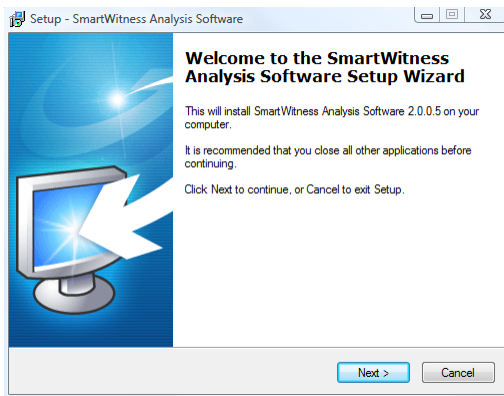 Setup - SmartWitness Analysis Software
Welcome to the SmartWitness
Analysis Software Setup Wizard
This will install SmartWitness Analysis Software 2.0.0.5 on your
computer.
It is recommended that you close all other applications before
continuing.
Click Next to continue, or Cancel to exit Setup.
Next >
Cancel